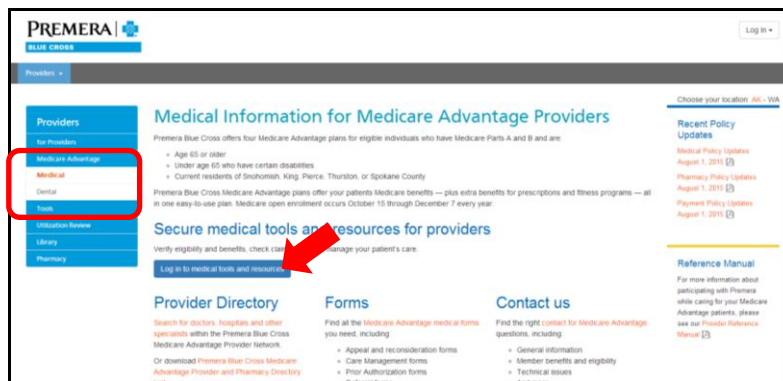 PREMERA
BLUE CROSS
Log in
Providers
Choose your location: AK - WA
Providers
for Providers
Medicare Advantage
Medical
Dental
Tools
Utilization Review
Library
Pharmacy
Medical Information for Medicare Advantage Providers
Premera Blue Cross offers four Medicare Advantage plans for eligible individuals who have Medicare Parts A and B and are:
Age 65 or older
Under age 65 who have certain disabilities
Current residents of Snohomish, King, Pierce, Thurston, or Spokane County
Premera Blue Cross Medicare Advantage plans offer your patients Medicare benefits — plus extra benefits for prescriptions and fitness programs — all
in one easy-to-use plan. Medicare open enrollment occurs October 15 through December 7 every year.
Secure medical tools and resources for providers
Verify eligibility and benefits, check manage your patient's care.
Log in to medical tools and resources
Provider Directory
Search for doctors, hospitals and other
specialists within the Premera Blue Cross
Medicare Advantage Provider Network.
Or download Premera Blue Cross Medicare
Advantage Provider and Pharmacy Directory
Forms
Find all the Medicare Advantage medical forms
you need, including
Appeal and reconsideration forms
Care Management forms
Prior Authorization forms
Contact us
Find the right contact for Medicare Advantage
questions, including:
General information
Member benefits and eligibility
Technical issues
Recent Policy
Updates
Medical Policy Updates
August 1, 2015
Pharmacy Policy Updates
August 1, 2015
Payment Policy Updates
August 1, 2015
Reference Manual
For more information about
participating with Premera
while caring for your Medicare
Advantage patients, please
see our Provider Reference
Manual